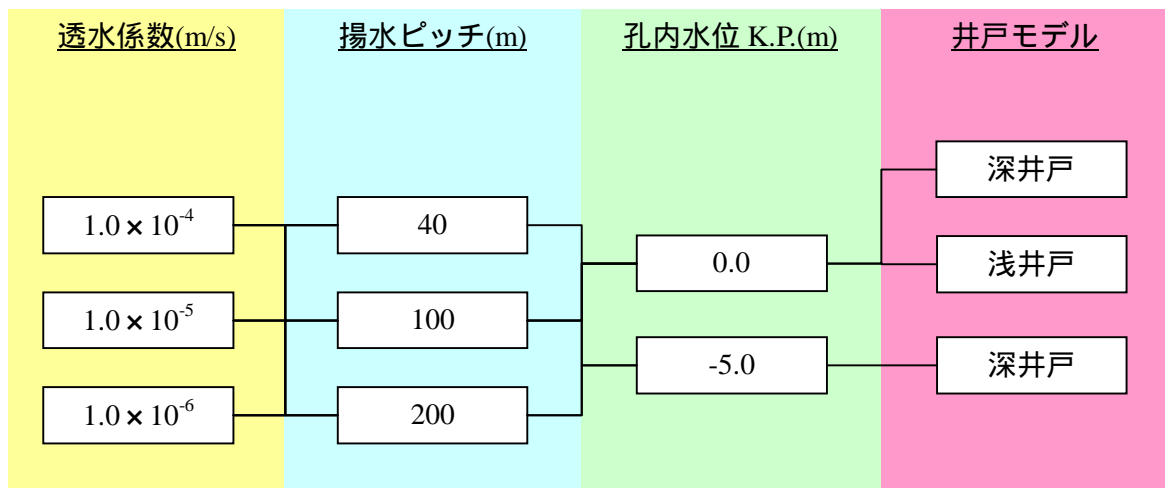 透水係数(m/s)
揚水ピッチ(m)
孔内水位 K.P.(m)
井戸モデル
1.0×10⁻⁴
1.0×10⁻⁵
1.0×10⁻⁶
40
100
200
0.0
-5.0
深井戸
浅井戸
深井戸